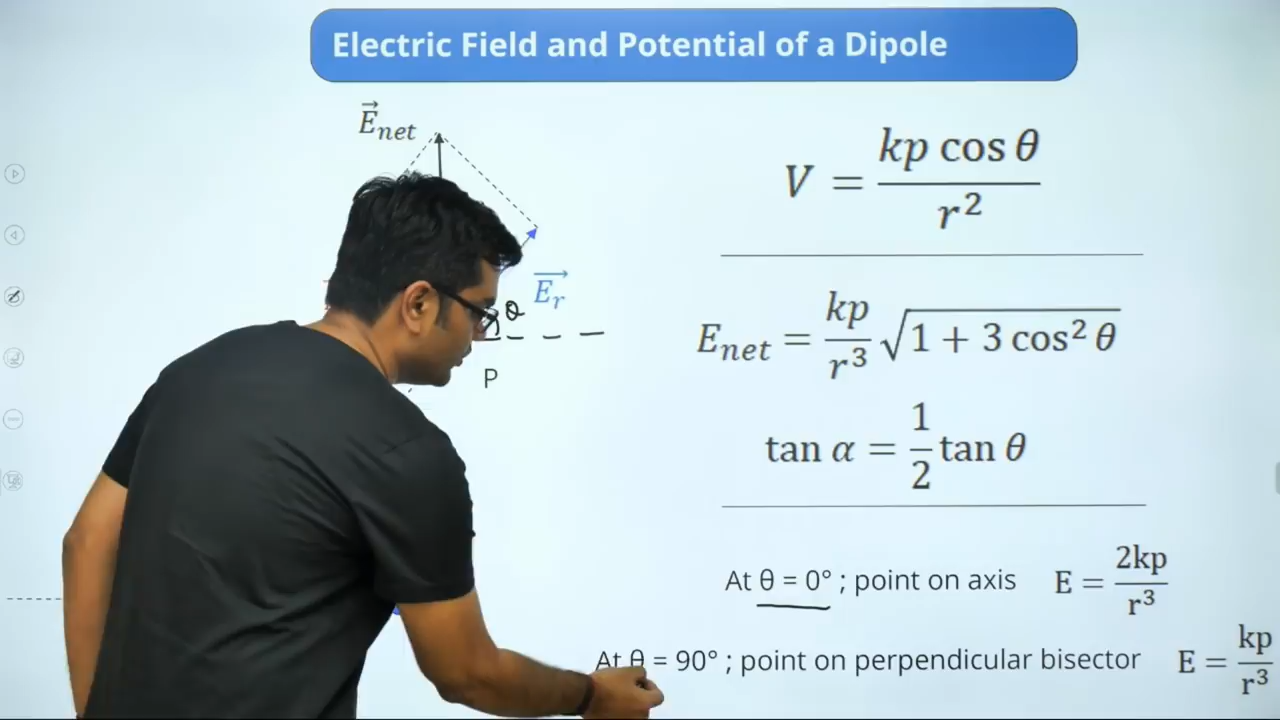 Electric Field and Potential of a Dipole
E⃗net
V = kp cos θ / r²
E⃗r
θ
Enet = kp / r³ √(1 + 3 cos² θ)
P
tan α = 1/2 tan θ
At θ = 0° ; point on axis E = 2kp / r³
At θ = 90° ; point on perpendicular bisector E = kp / r³